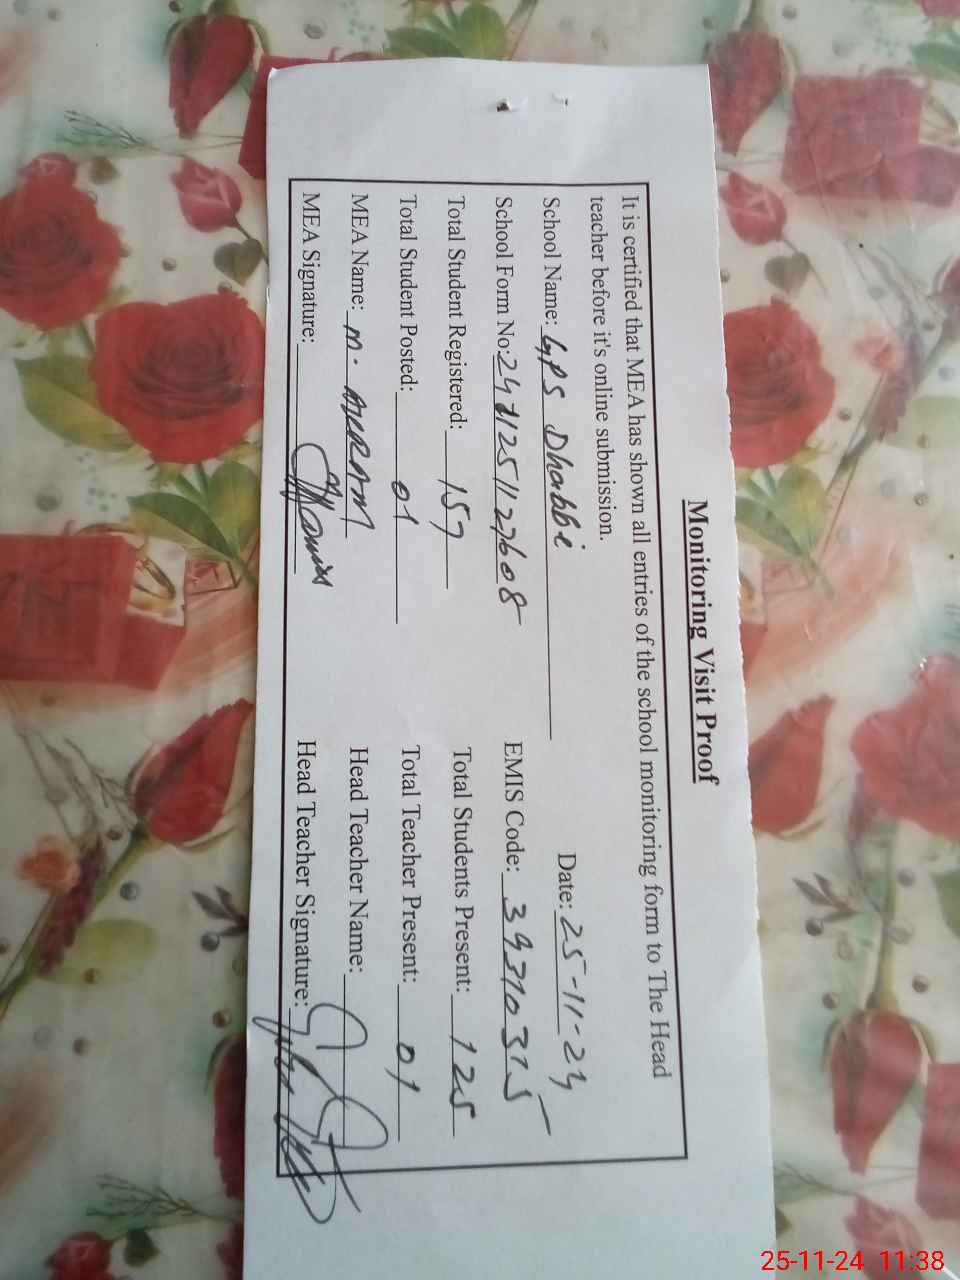 Monitoring Visit Proof
It is certified that MEA has shown all entries of the school monitoring form to The Head
teacher before it's online submission.
School Name: GPS Dhabbi Date: 25-11-24
School Form No: EMIS Code:
Total Student Registered: 157 Total Students Present: 125
Total Student Posted: 01 Total Teacher Present: 01
MEA Name: M. AKRAM Head Teacher Name:
MEA Signature: Head Teacher Signature:
25-11-24 11:38